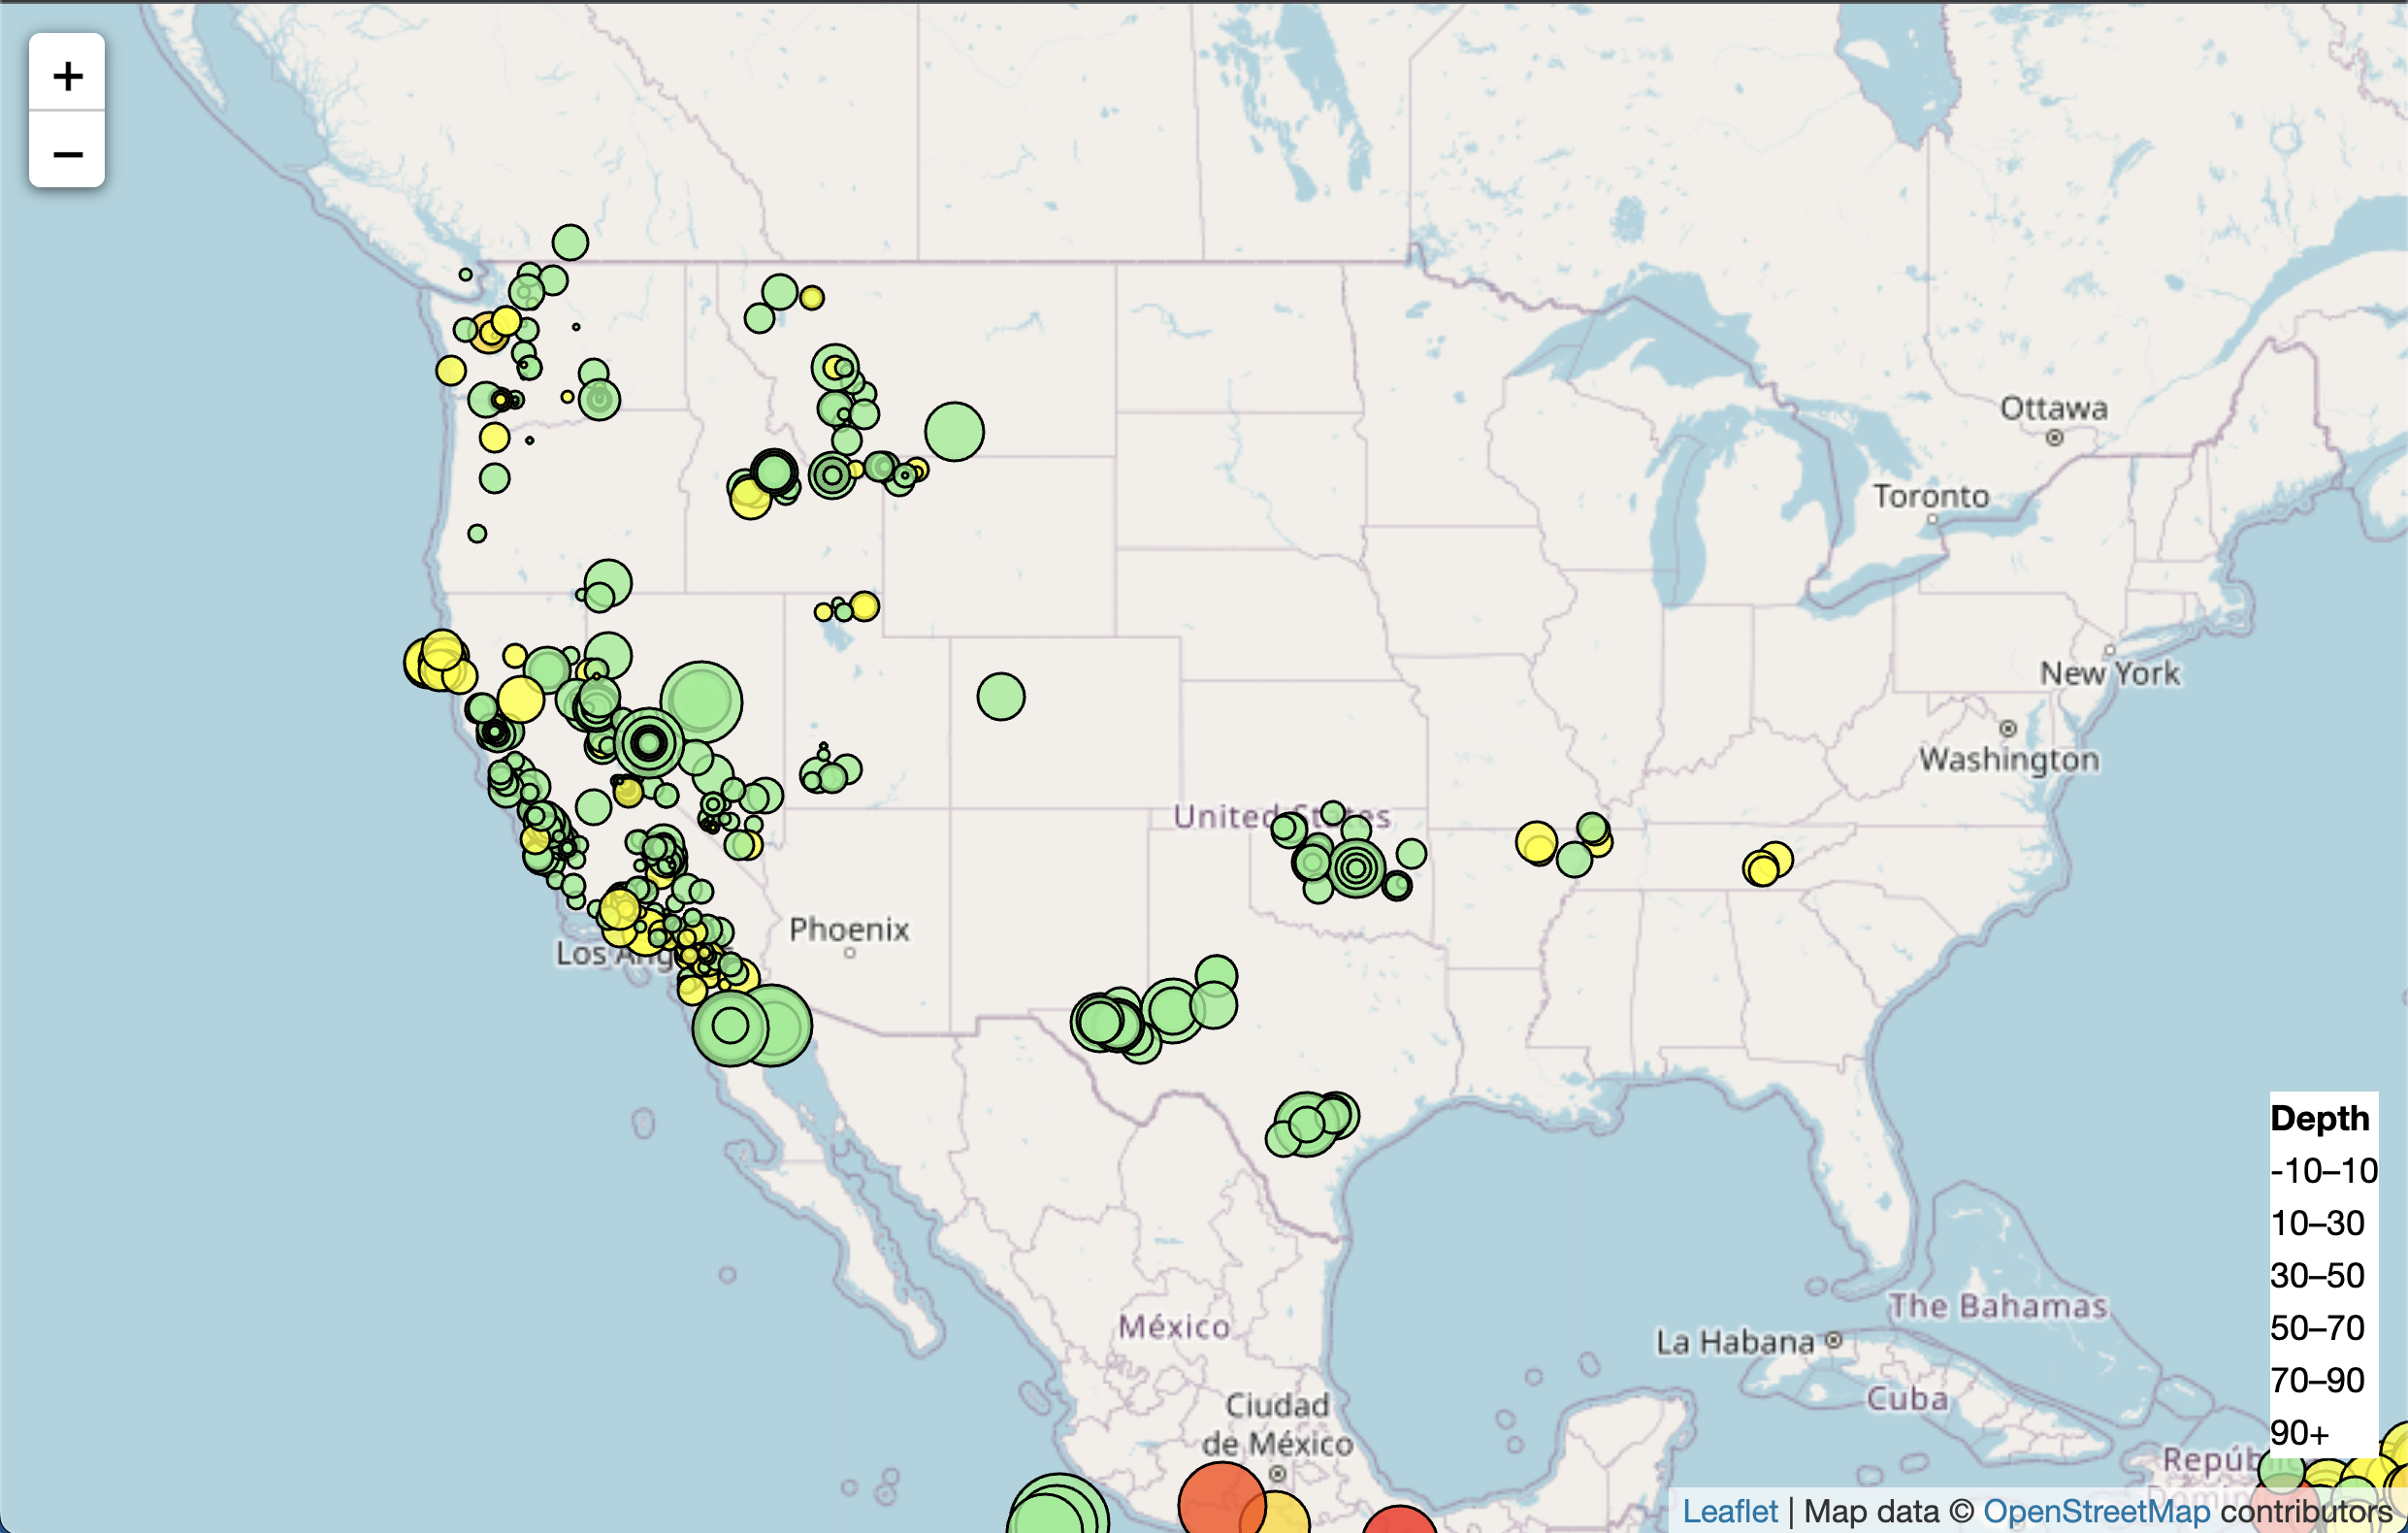 +
−
Ottawa
Toronto
New York
Washington
United States
Phoenix
Los Ang
Depth
-10–10
10–30
30–50
50–70
70–90
90+
The Bahamas
México
La Habana
Cuba
Ciudad
de México
Leaflet | Map data © OpenStreetMap contributors